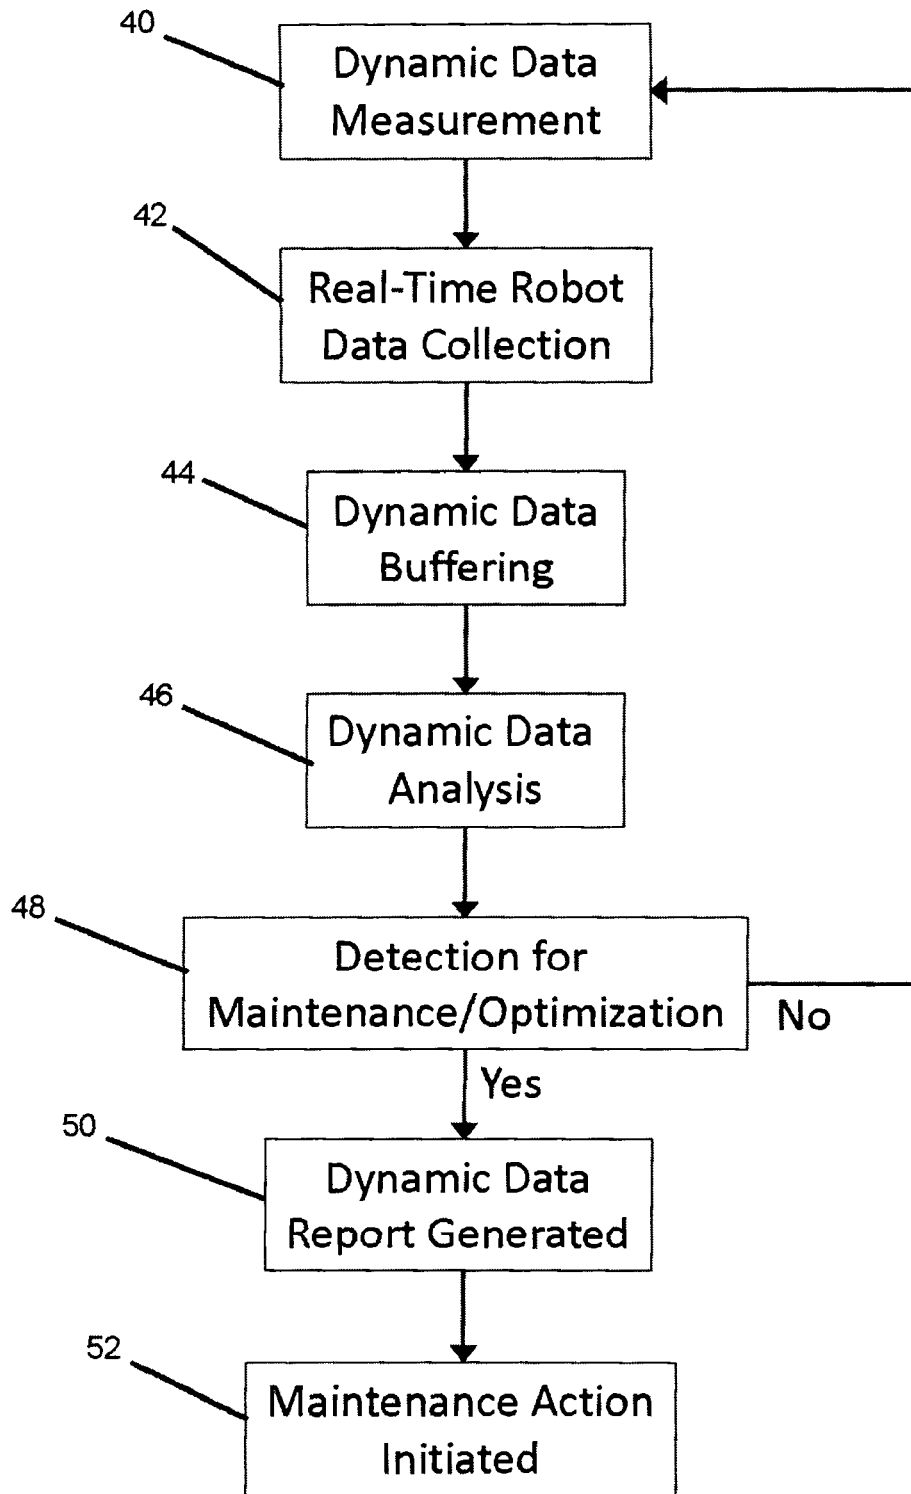 40
Dynamic Data
Measurement
42
Real-Time Robot
Data Collection
44
Dynamic Data
Buffering
46
Dynamic Data
Analysis
48
Detection for
Maintenance/Optimization
No
Yes
50
Dynamic Data
Report Generated
52
Maintenance Action
Initiated